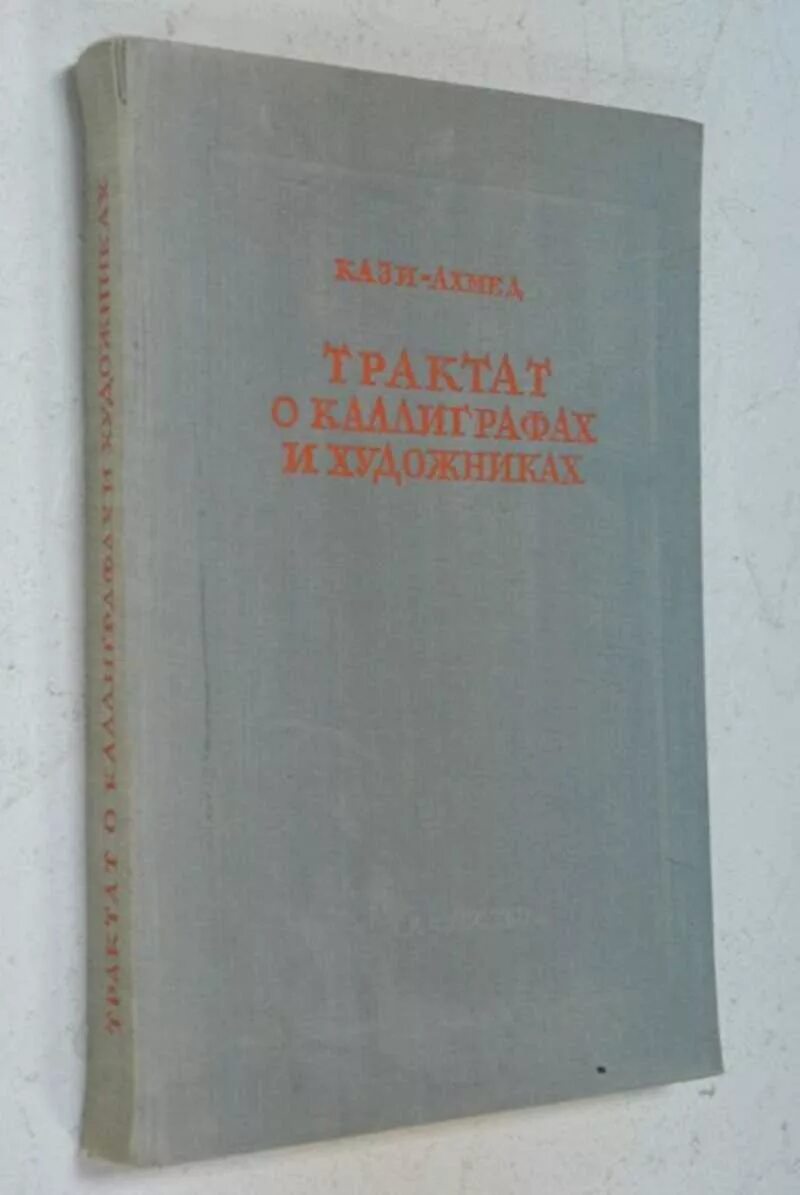 КАЗИ-АХМЕД
ТРАКТАТ
О КАЛЛИГРАФАХ
И ХУДОЖНИКАХ
ТРАКТАТ О КАЛЛИГРАФАХ И ХУДОЖНИКАХ